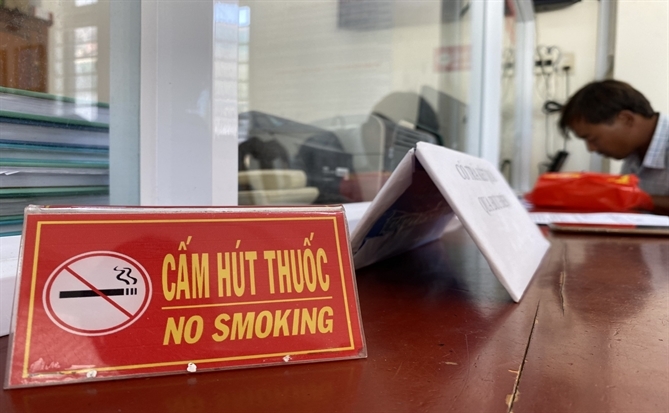 CẤM HÚT THUỐC
NO SMOKING